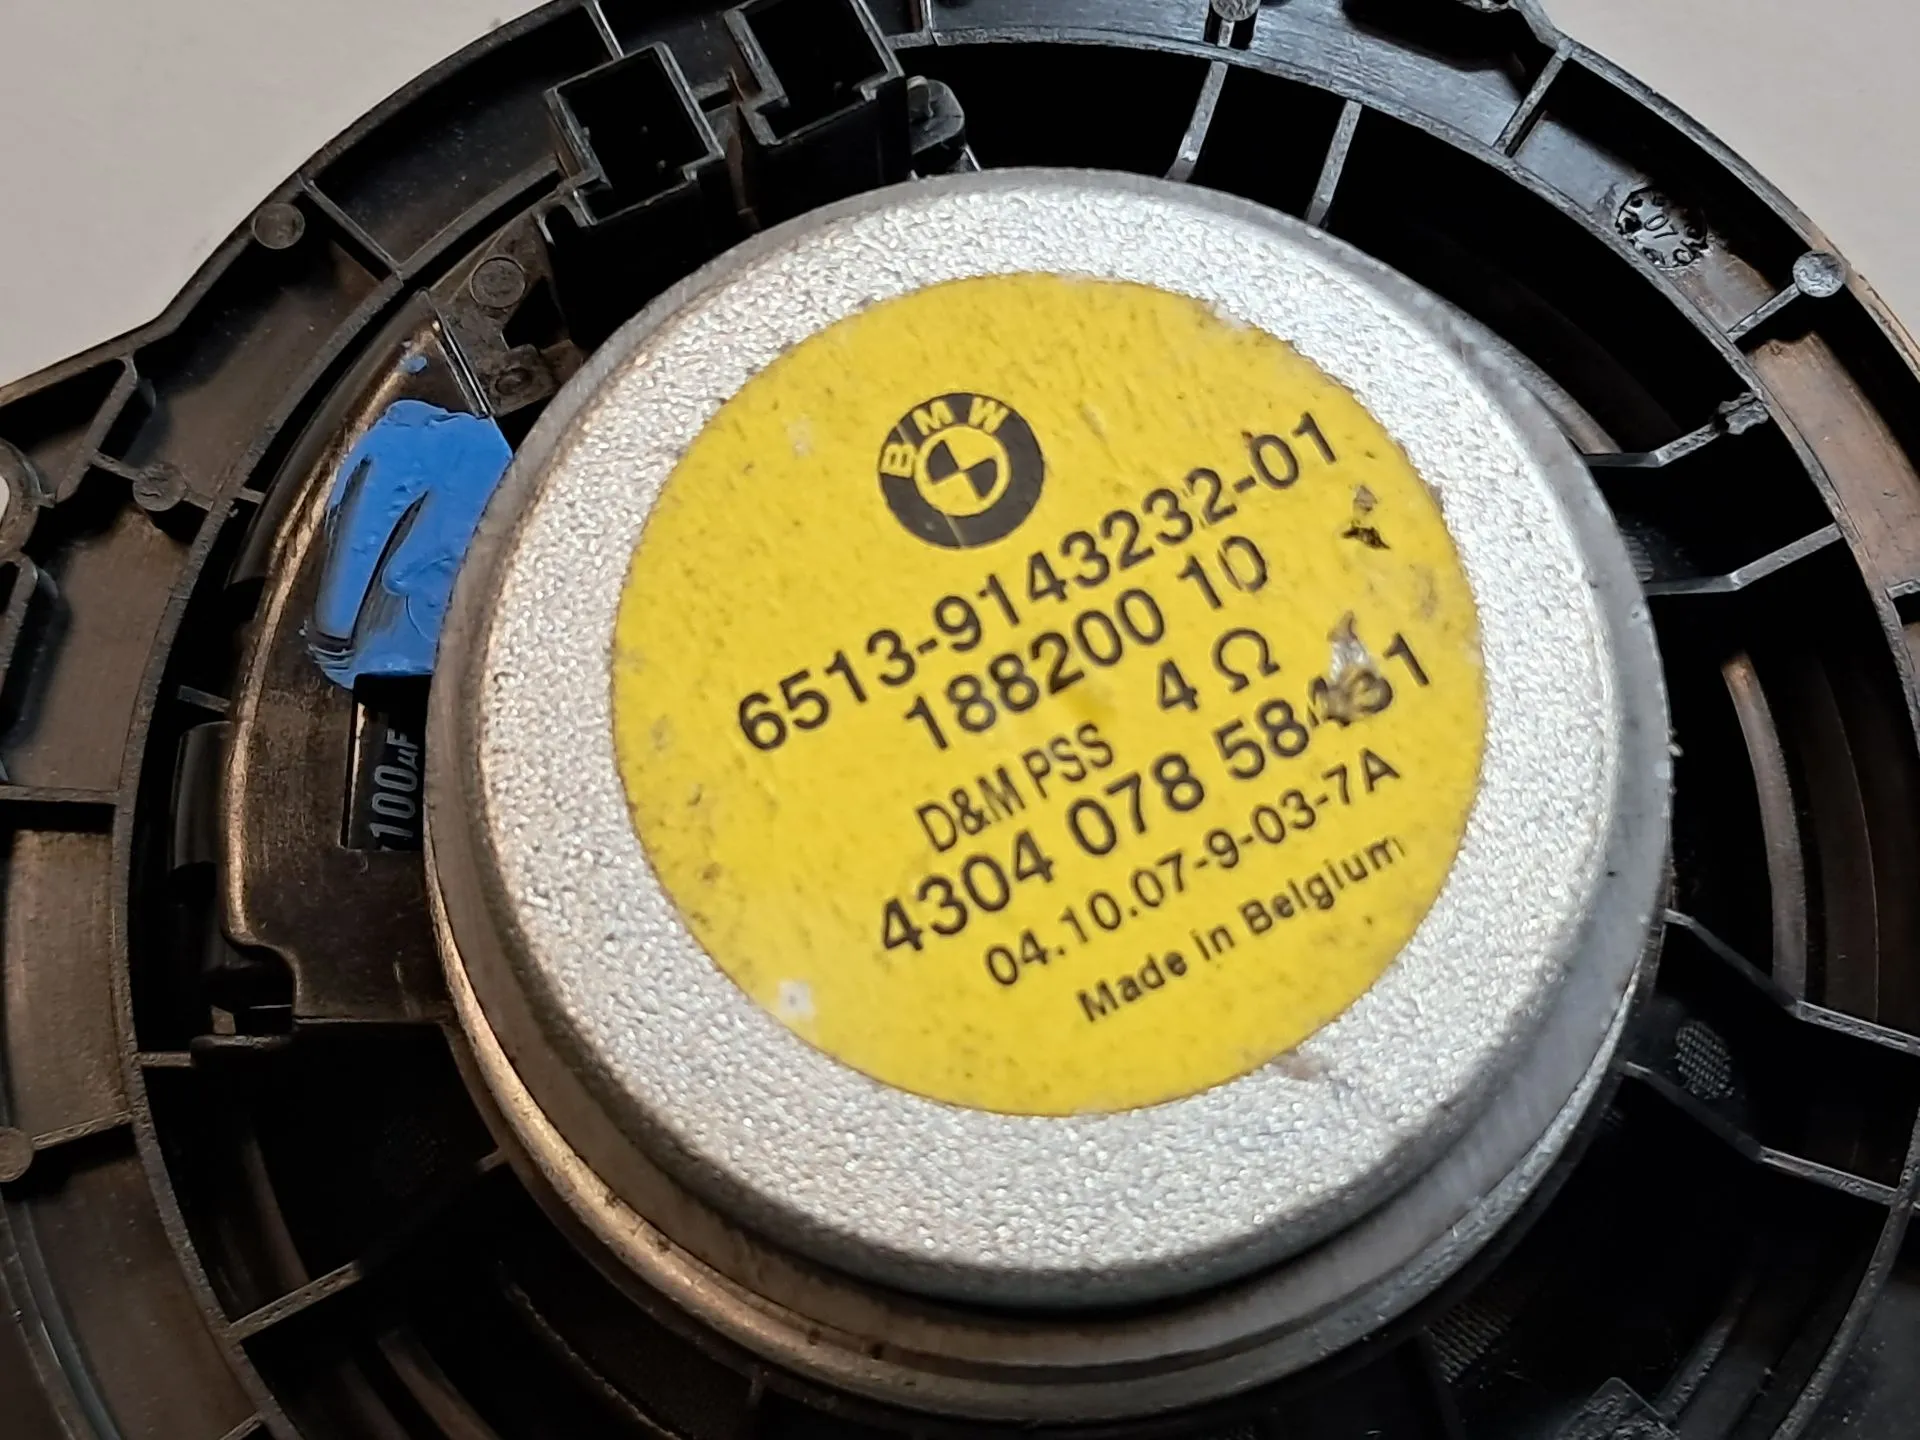 BMW
6513-9143232-01
188200 10
4 Ω
D&M PSS
4304 078
04.10.07-9-03-7A
Made in Belgium
100µF
07